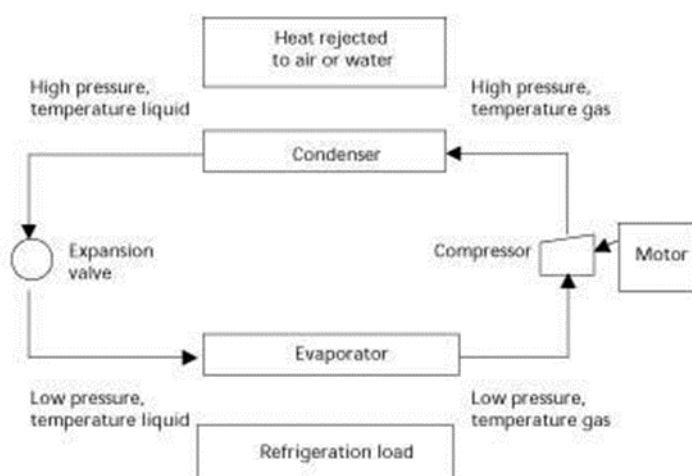 Heat rejected
to air or water
High pressure,
temperature liquid
High pressure,
temperature gas
Condenser
Expansion
valve
Compressor
Motor
Evaporator
Low pressure,
temperature liquid
Low pressure,
temperature gas
Refrigeration load